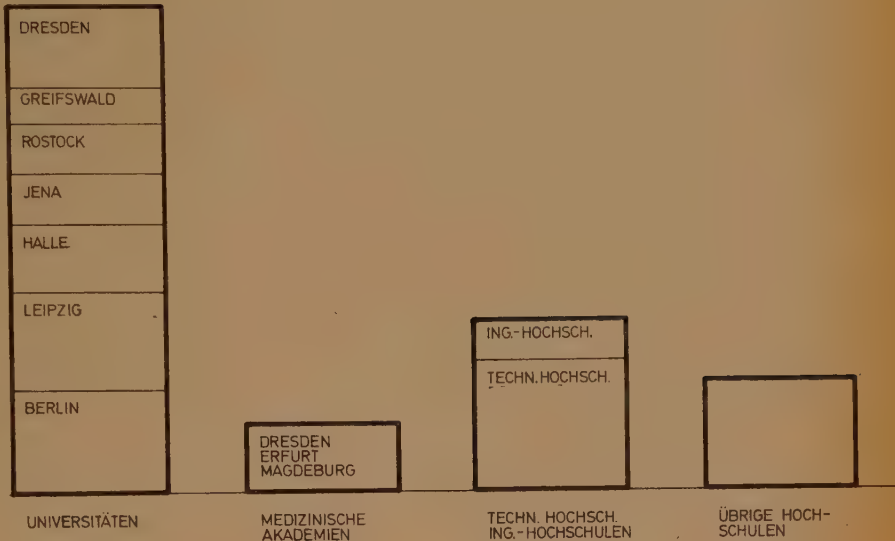 DRESDEN
GREIFSWALD
ROSTOCK
JENA
HALLE
LEIPZIG
BERLIN
DRESDEN
ERFURT
MAGDEBURG
ING.-HOCHSCH.
TECHN. HOCHSCH.
UNIVERSITÄTEN
MEDIZINISCHE
AKADEMIEN
TECHN. HOCHSCH.
ING.-HOCHSCHULEN
ÜBRIGE HOCH-
SCHULEN